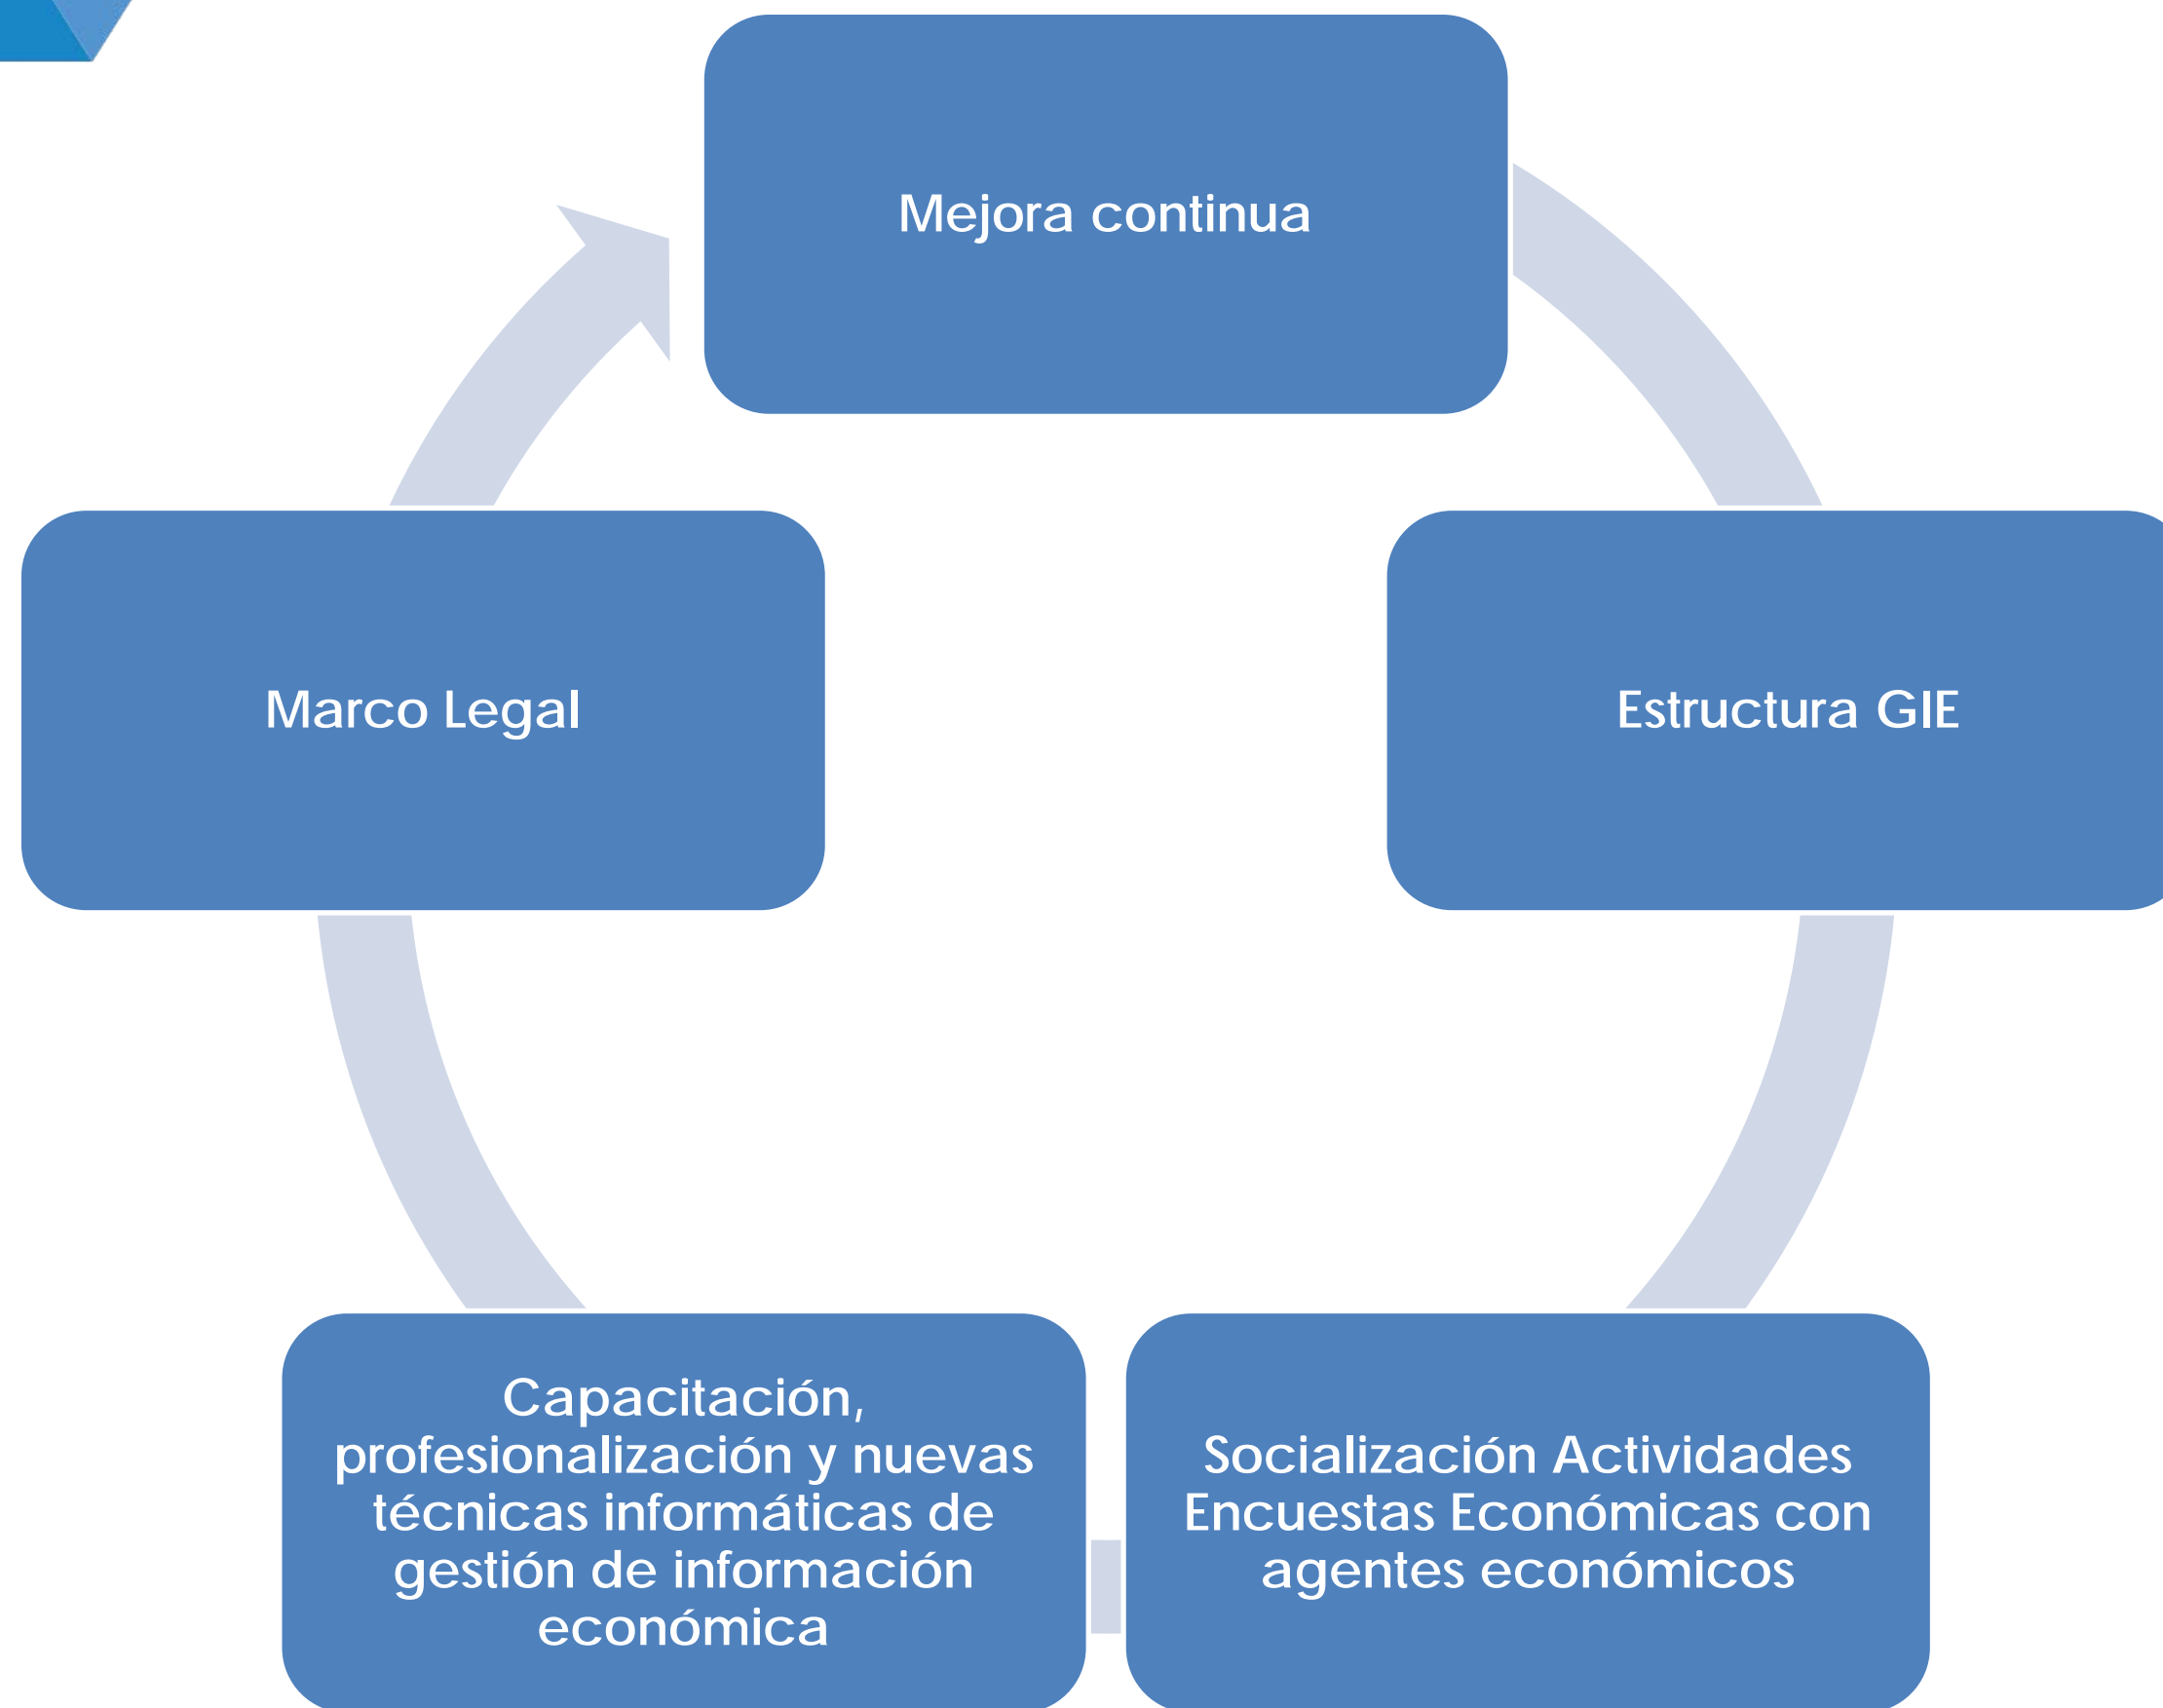 Mejora continua
Marco Legal
Estructura GIE
Capacitación,
profesionalización y nuevas
técnicas informáticas de
gestión de información
económica
Socialización Actividades
Encuestas Económicas con
agentes económicos